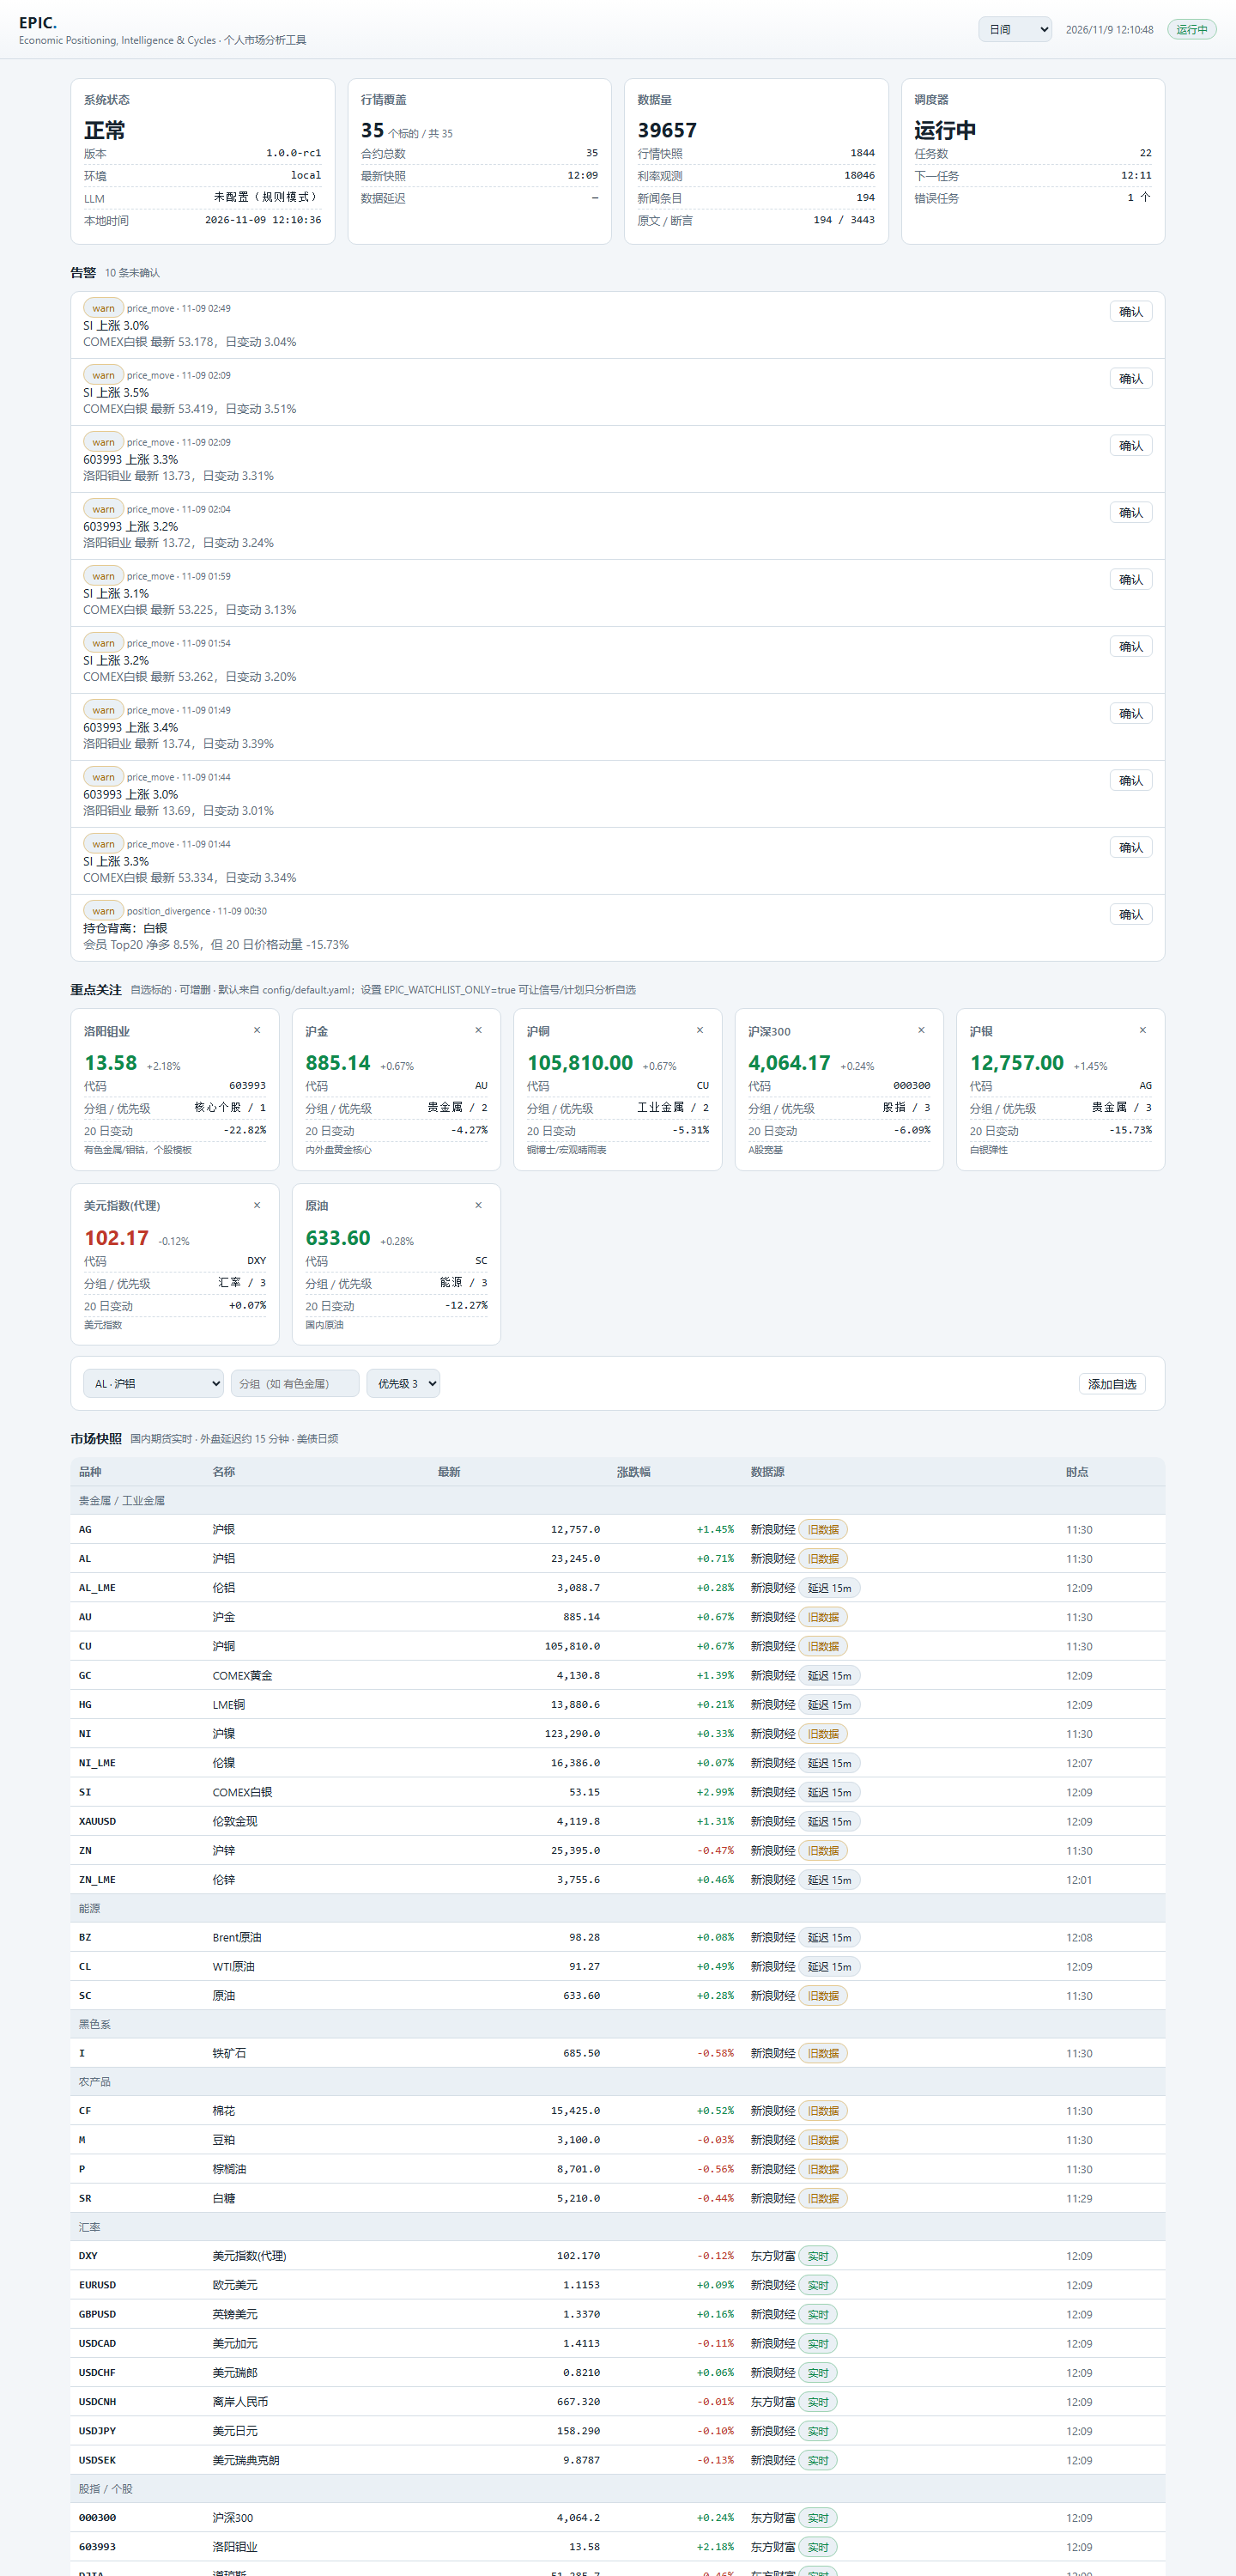 EPIC.
Economic Positioning, Intelligence & Cycles · 个人市场分析工具
日间
2026/11/9 12:10:48
运行中
系统状态
正常
版本 1.0.0-rc1
环境 local
LLM 未配置（规则模式）
本地时间 2026-11-09 12:10:36
行情覆盖
35 个标的 / 共 35
合约总数 35
最新快照 12:09
数据延迟 —
数据量
39657
行情快照 1844
利率观测 18046
新闻条目 194
原文 / 断言 194 / 3443
调度器
运行中
任务数 22
下一任务 12:11
错误任务 1 个
告警 10 条未确认
warn price_move · 11-09 02:49 确认
SI 上涨 3.0%
COMEX白银 最新 53.178，日变动 3.04%
warn price_move · 11-09 02:09 确认
SI 上涨 3.5%
COMEX白银 最新 53.419，日变动 3.51%
warn price_move · 11-09 02:09 确认
603993 上涨 3.3%
洛阳钼业 最新 13.73，日变动 3.31%
warn price_move · 11-09 02:04 确认
603993 上涨 3.2%
洛阳钼业 最新 13.72，日变动 3.24%
warn price_move · 11-09 01:59 确认
SI 上涨 3.1%
COMEX白银 最新 53.225，日变动 3.13%
warn price_move · 11-09 01:54 确认
SI 上涨 3.2%
COMEX白银 最新 53.262，日变动 3.20%
warn price_move · 11-09 01:49 确认
603993 上涨 3.4%
洛阳钼业 最新 13.74，日变动 3.39%
warn price_move · 11-09 01:44 确认
603993 上涨 3.0%
洛阳钼业 最新 13.69，日变动 3.01%
warn price_move · 11-09 01:44 确认
SI 上涨 3.3%
COMEX白银 最新 53.334，日变动 3.34%
warn position_divergence · 11-09 00:30 确认
持仓背离：白银
会员 Top20 净多 8.5%，但 20 日价格动量 -15.73%
重点关注 自选标的 · 可增删 · 默认来自 config/default.yaml；设置 EPIC_WATCHLIST_ONLY=true 可让信号/计划只分析自选
洛阳钼业 ×
13.58 +2.18%
代码 603993
分组 / 优先级 核心个股 / 1
20 日变动 -22.82%
有色金属/钼钴，个股模板
沪金 ×
885.14 +0.67%
代码 AU
分组 / 优先级 贵金属 / 2
20 日变动 -4.27%
内外盘黄金核心
沪铜 ×
105,810.00 +0.67%
代码 CU
分组 / 优先级 工业金属 / 2
20 日变动 -5.31%
铜博士/宏观晴雨表
沪深300 ×
4,064.17 +0.24%
代码 000300
分组 / 优先级 股指 / 3
20 日变动 -6.09%
A股宽基
沪银 ×
12,757.00 +1.45%
代码 AG
分组 / 优先级 贵金属 / 3
20 日变动 -15.73%
白银弹性
美元指数(代理) ×
102.17 -0.12%
代码 DXY
分组 / 优先级 汇率 / 3
20 日变动 +0.07%
美元指数
原油 ×
633.60 +0.28%
代码 SC
分组 / 优先级 能源 / 3
20 日变动 -12.27%
国内原油
AL · 沪铝 分组（如 有色金属） 优先级 3 添加自选
市场快照 国内期货实时 · 外盘延迟约 15 分钟 · 美债日频
品种 名称 最新 涨跌幅 数据源 时点
贵金属 / 工业金属
AG 沪银 12,757.0 +1.45% 新浪财经 旧数据 11:30
AL 沪铝 23,245.0 +0.71% 新浪财经 旧数据 11:30
AL_LME 伦铝 3,088.7 +0.28% 新浪财经 延迟 15m 12:09
AU 沪金 885.14 +0.67% 新浪财经 旧数据 11:30
CU 沪铜 105,810.0 +0.67% 新浪财经 旧数据 11:30
GC COMEX黄金 4,130.8 +1.39% 新浪财经 延迟 15m 12:09
HG LME铜 13,880.6 +0.21% 新浪财经 延迟 15m 12:09
NI 沪镍 123,290.0 +0.33% 新浪财经 旧数据 11:30
NI_LME 伦镍 16,386.0 +0.07% 新浪财经 延迟 15m 12:07
SI COMEX白银 53.15 +2.99% 新浪财经 延迟 15m 12:09
XAUUSD 伦敦金现 4,119.8 +1.31% 新浪财经 延迟 15m 12:09
ZN 沪锌 25,395.0 -0.47% 新浪财经 旧数据 11:30
ZN_LME 伦锌 3,755.6 +0.46% 新浪财经 延迟 15m 12:01
能源
BZ Brent原油 98.28 +0.08% 新浪财经 延迟 15m 12:08
CL WTI原油 91.27 +0.49% 新浪财经 延迟 15m 12:09
SC 原油 633.60 +0.28% 新浪财经 旧数据 11:30
黑色系
I 铁矿石 685.50 -0.58% 新浪财经 旧数据 11:30
农产品
CF 棉花 15,425.0 +0.52% 新浪财经 旧数据 11:30
M 豆粕 3,100.0 -0.03% 新浪财经 旧数据 11:30
P 棕榈油 8,701.0 -0.56% 新浪财经 旧数据 11:30
SR 白糖 5,210.0 -0.44% 新浪财经 旧数据 11:29
汇率
DXY 美元指数(代理) 102.170 -0.12% 东方财富 实时 12:09
EURUSD 欧元美元 1.1153 +0.09% 新浪财经 实时 12:09
GBPUSD 英镑美元 1.3370 +0.16% 新浪财经 实时 12:09
USDCAD 美元加元 1.4113 -0.11% 新浪财经 实时 12:09
USDCHF 美元瑞郎 0.8210 +0.06% 新浪财经 实时 12:09
USDCNH 离岸人民币 667.320 -0.01% 东方财富 实时 12:09
USDJPY 美元日元 158.290 -0.10% 新浪财经 实时 12:09
USDSEK 美元瑞典克朗 9.8787 -0.13% 新浪财经 实时 12:09
股指 / 个股
000300 沪深300 4,064.2 +0.24% 东方财富 实时 12:09
603993 洛阳钼业 13.58 +2.18% 东方财富 实时 12:09